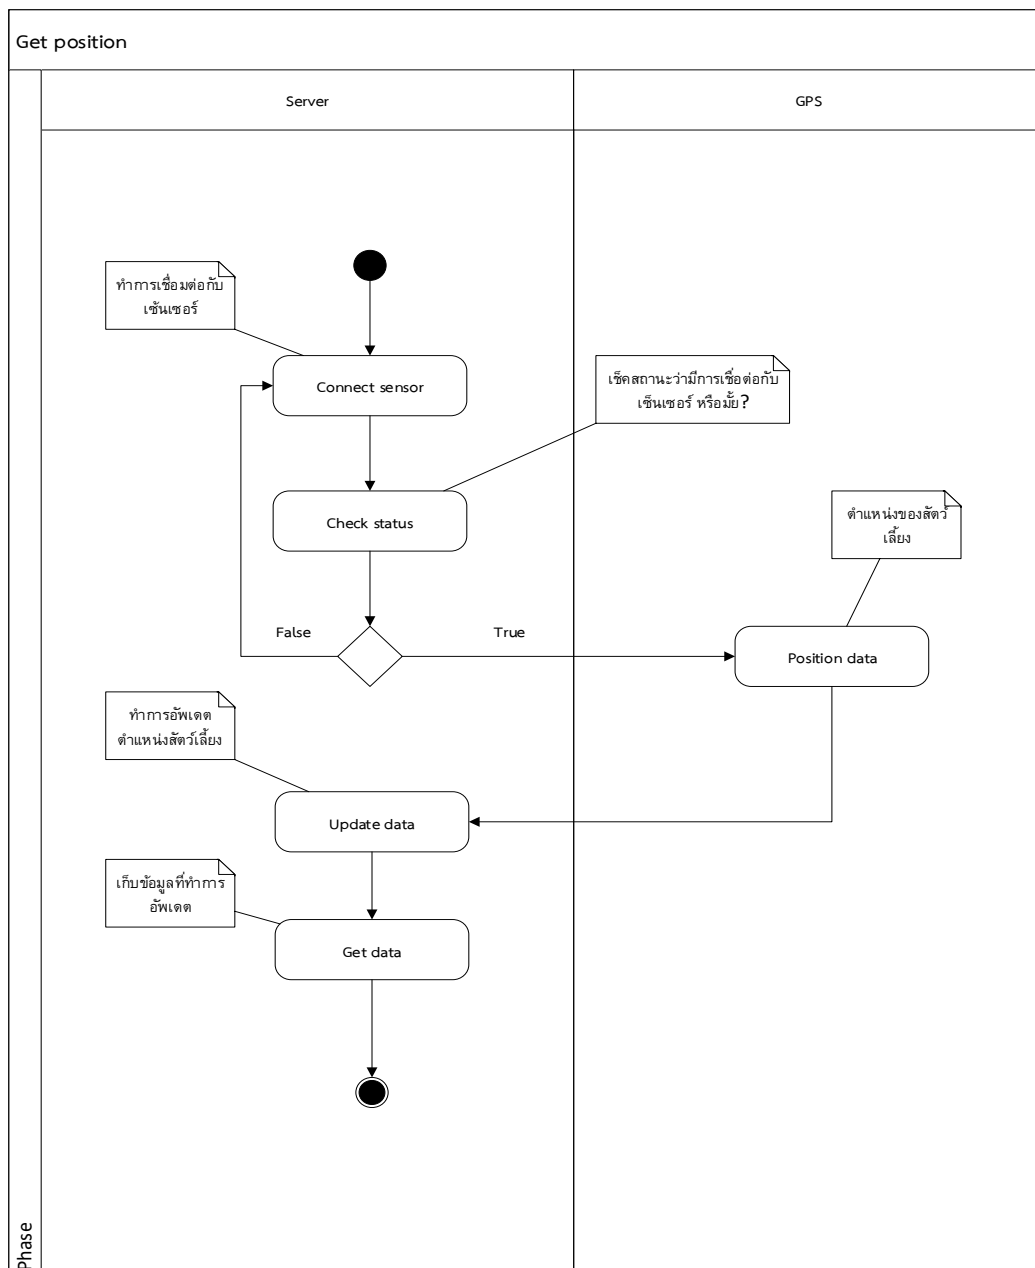 Get position
Server
GPS
ทำการเชื่อมต่อกับ
เซ้นเซอร์
Connect sensor
เช็คสถานะว่ามีการเชื่อต่อกับ
เซ็นเซอร์ หรือมั้ย?
Check status
ตำแหน่งของสัตว์
เลี้ยง
False
True
Position data
ทำการอัพเดต
ตำแหน่งสัตว์เลี้ยง
Update data
เก็บข้อมูลที่ทำการ
อัพเดต
Get data
Phase